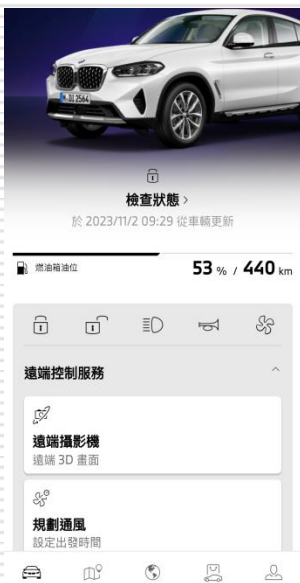 M·DJ 2564
檢查狀態 >
於 2023/11/2 09:29 從車輛更新
燃油箱油位 53 % / 440 km
遠端控制服務
遠端攝影機
遠端 3D 畫面
規劃通風
設定出發時間